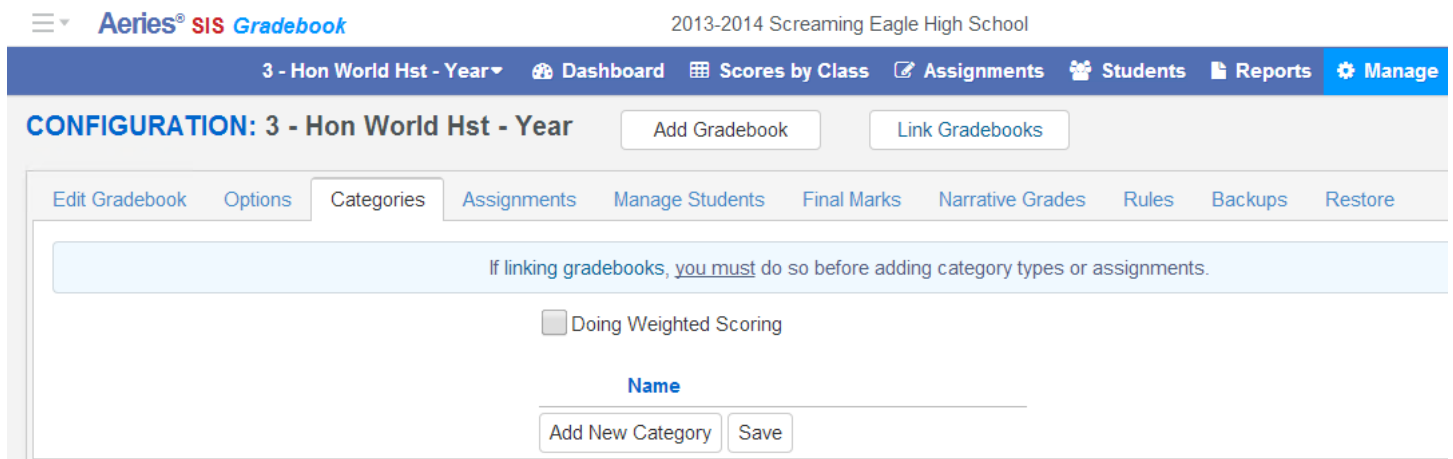 Aeries® SIS Gradebook 2013-2014 Screaming Eagle High School
3 - Hon World Hst - Year Dashboard Scores by Class Assignments Students Reports Manage
CONFIGURATION: 3 - Hon World Hst - Year Add Gradebook Link Gradebooks
Edit Gradebook Options Categories Assignments Manage Students Final Marks Narrative Grades Rules Backups Restore
If linking gradebooks, you must do so before adding category types or assignments.
Doing Weighted Scoring
Name
Add New Category Save